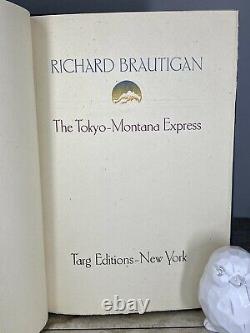 RICHARD BRAUTIGAN
The Tokyo-Montana Express
Targ Editions-New York